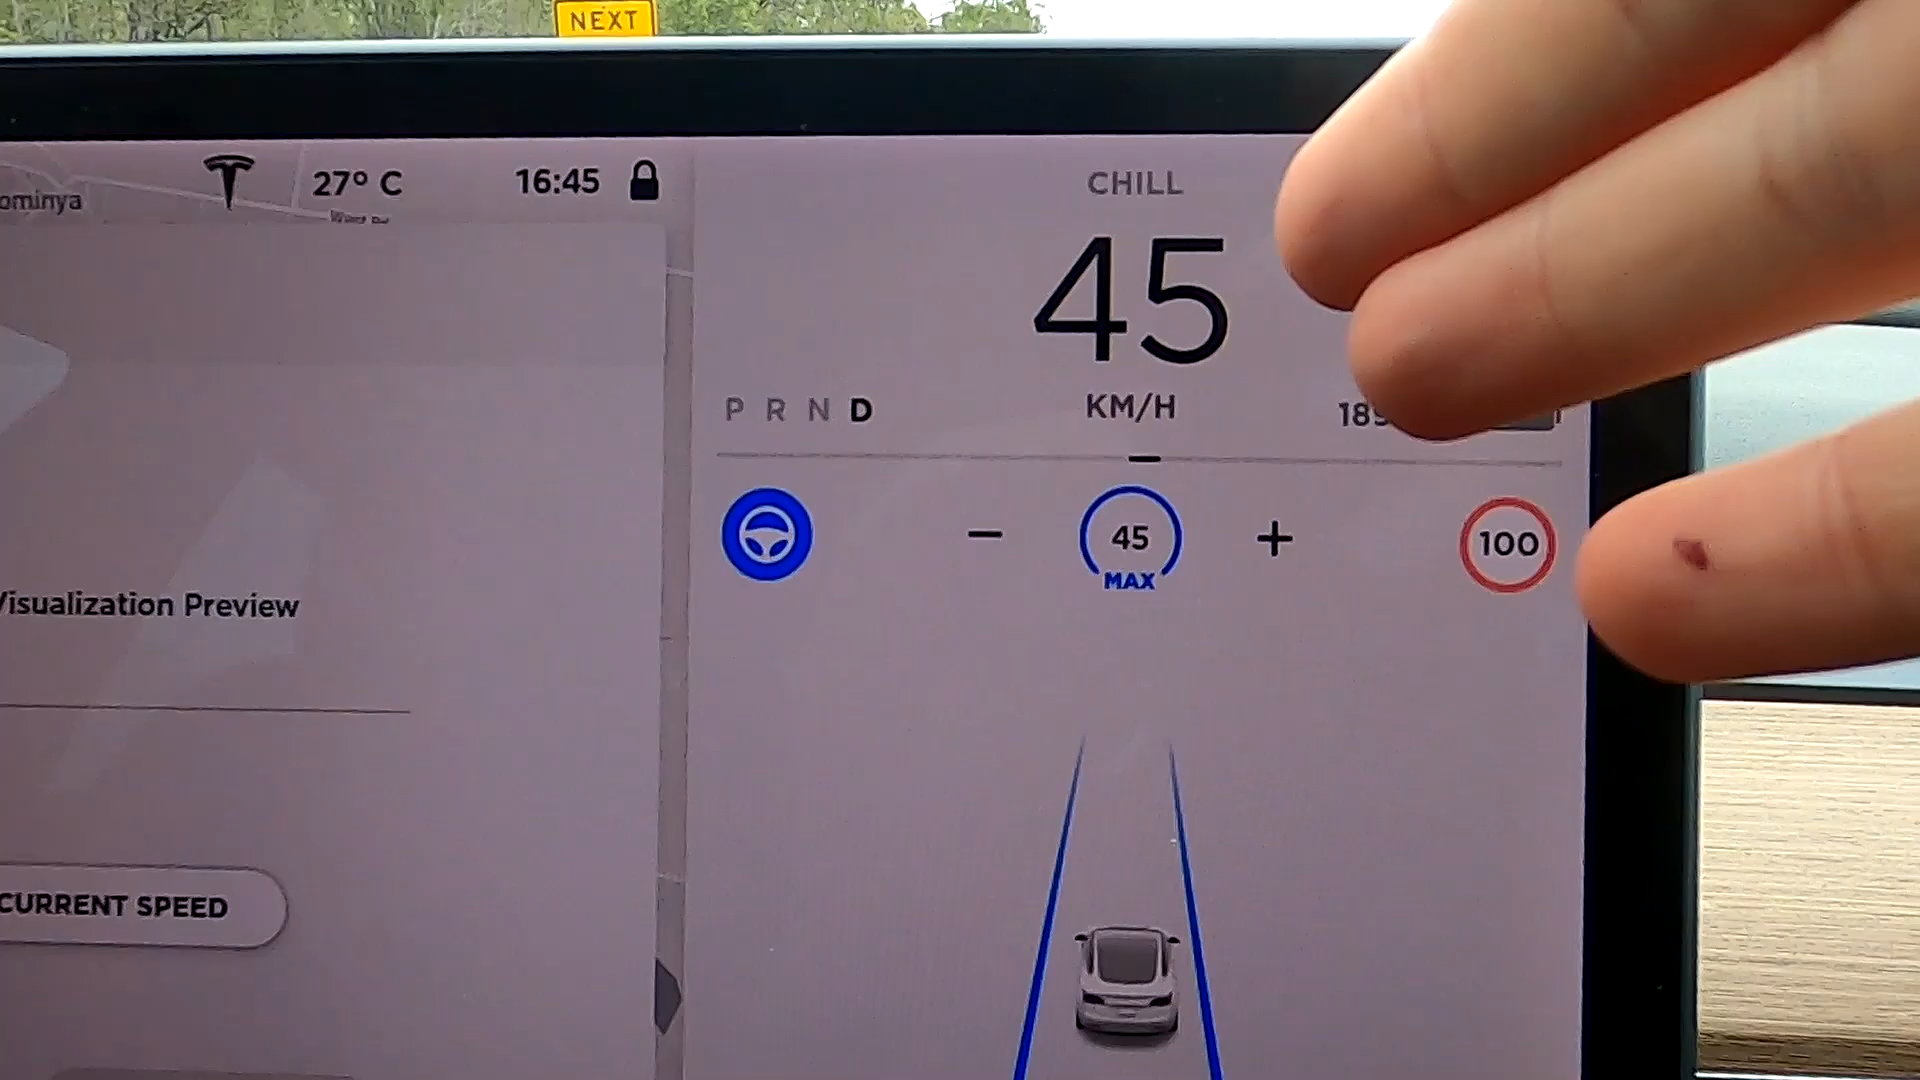 NEXT
ominya
27° C
16:45
CHILL
45
KM/H
P R N D
45
MAX
100
Visualization Preview
CURRENT SPEED